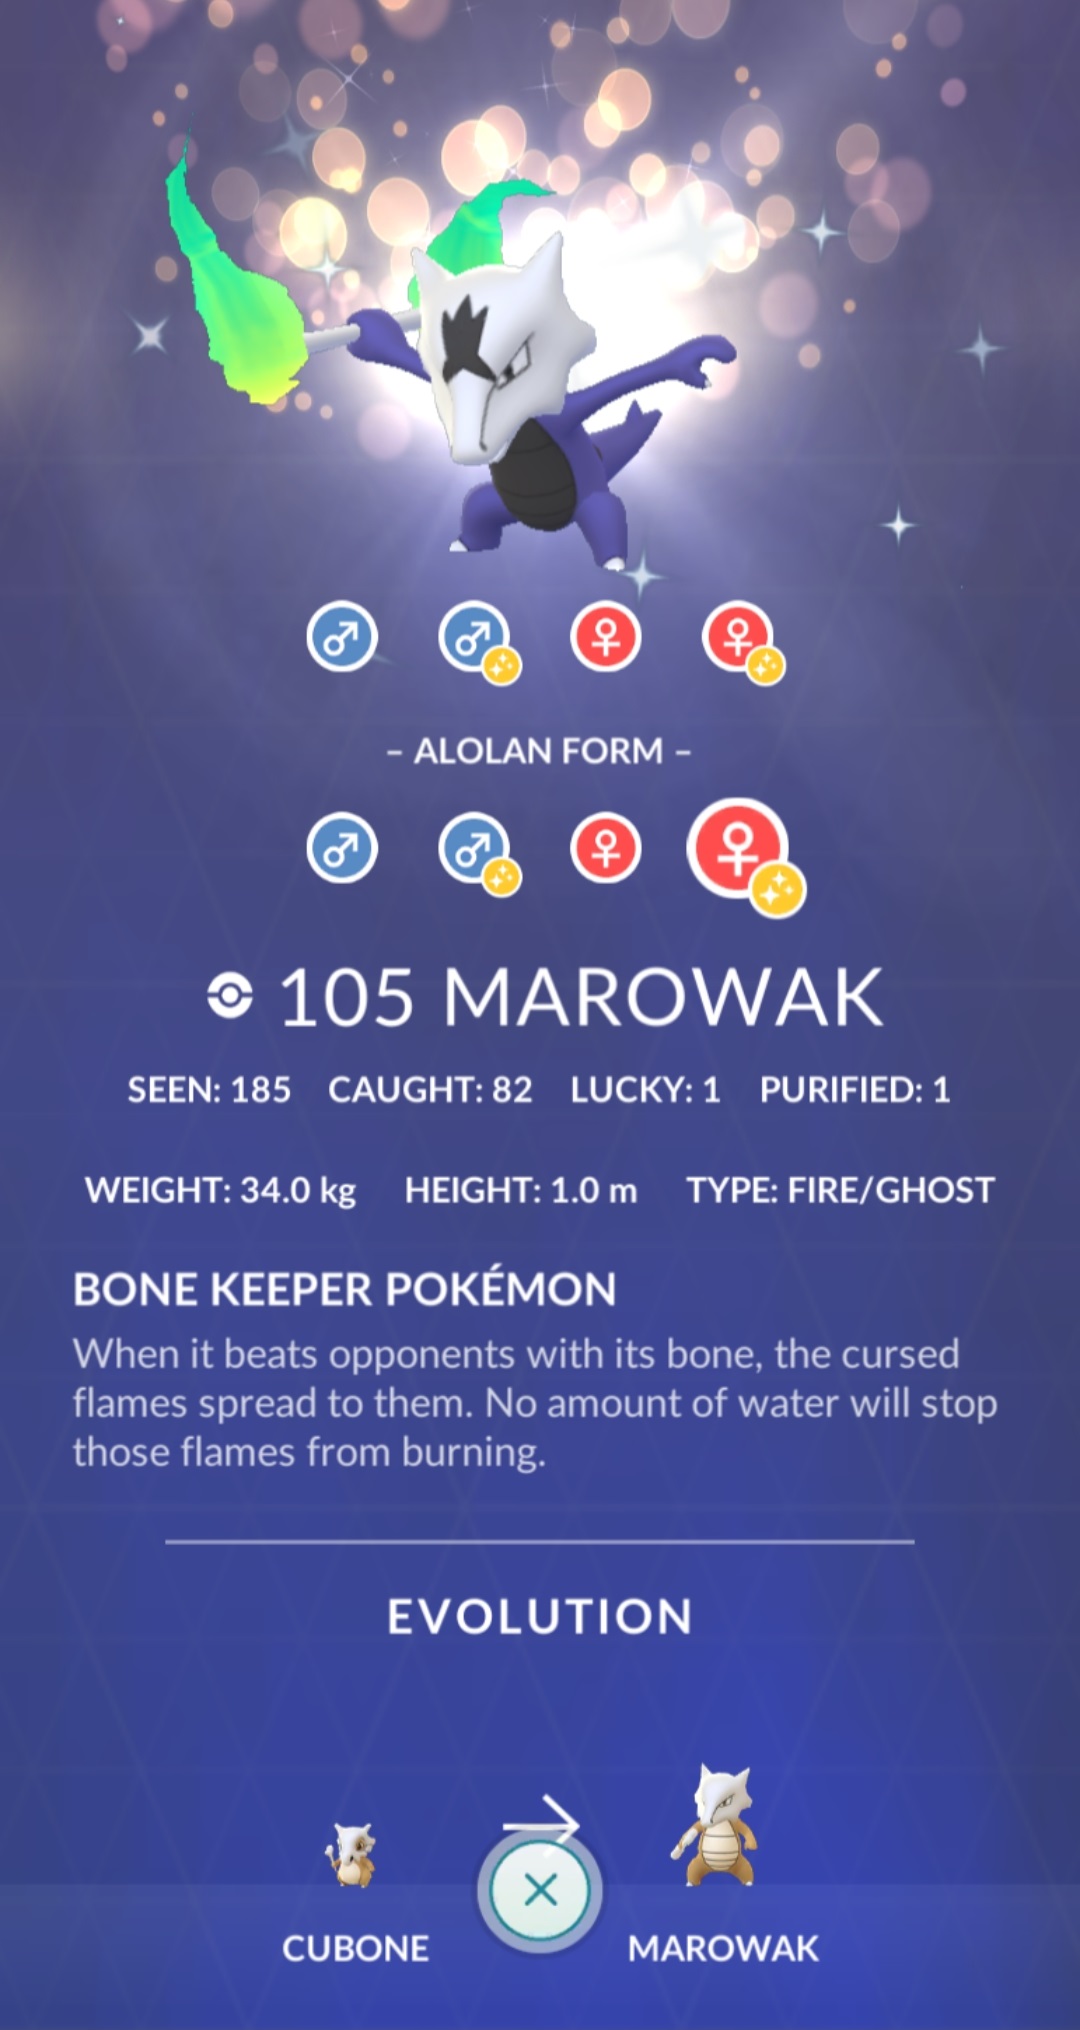 – ALOLAN FORM –
105 MAROWAK
SEEN: 185 CAUGHT: 82 LUCKY: 1 PURIFIED: 1
WEIGHT: 34.0 kg HEIGHT: 1.0 m TYPE: FIRE/GHOST
BONE KEEPER POKÉMON
When it beats opponents with its bone, the cursed
flames spread to them. No amount of water will stop
those flames from burning.
EVOLUTION
CUBONE MAROWAK